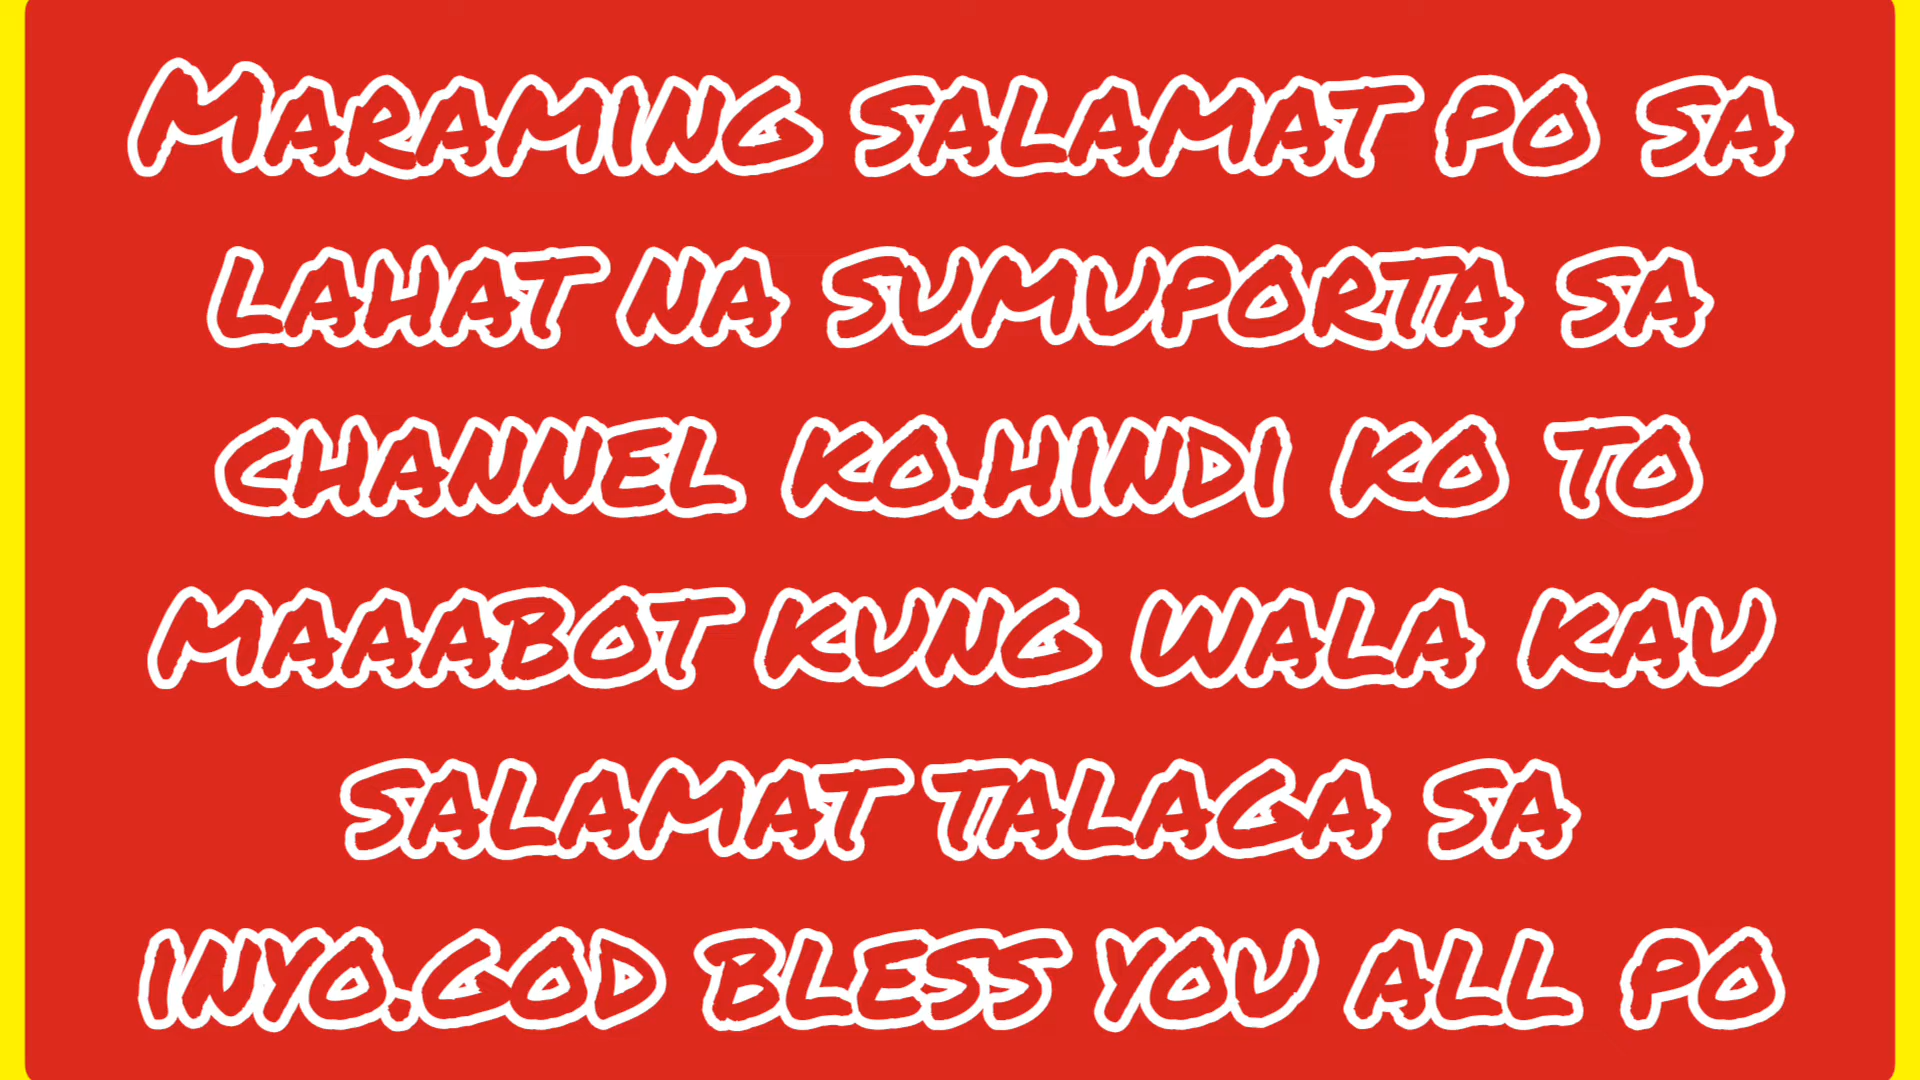 Maraming salamat po sa
lahat na sumuporta sa
channel ko.hindi ko to
maaabot kung wala kau
salamat talaga sa
inyo.God bless you all po